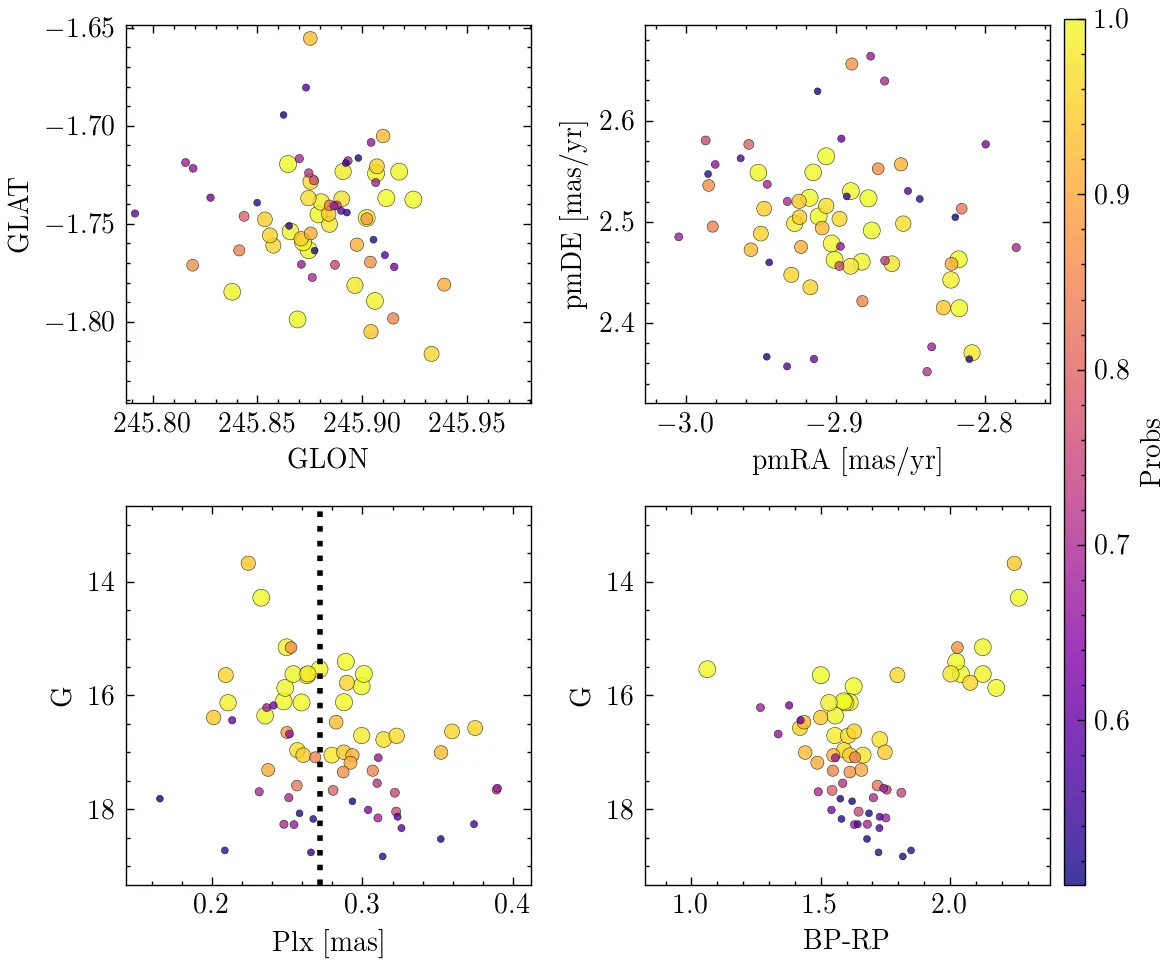 −1.65
−1.70
−1.75
−1.80
GLAT
245.80 245.85 245.90 245.95
GLON
2.6
2.5
2.4
pmDE [mas/yr]
−3.0 −2.9 −2.8
pmRA [mas/yr]
14
16
18
G
0.2 0.3 0.4
Plx [mas]
14
16
18
G
1.0 1.5 2.0
BP-RP
1.0
0.9
0.8
0.7
0.6
Probs